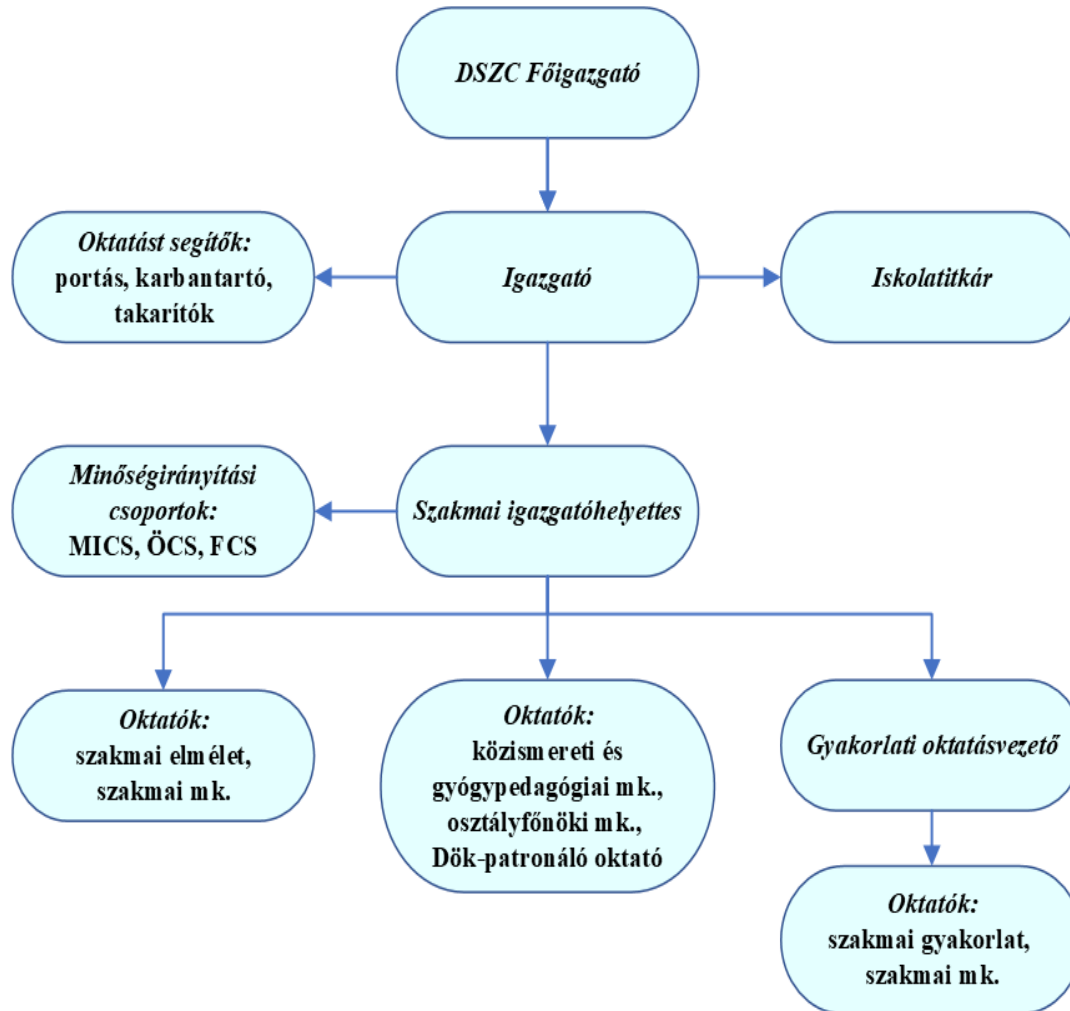 DSZC Főigazgató
Oktatást segítők:
portás, karbantartó,
takarítók
Igazgató
Iskolatitkár
Minőségirányítási
csoportok:
MICS, ÖCS, FCS
Szakmai igazgatóhelyettes
Oktatók:
szakmai elmélet,
szakmai mk.
Oktatók:
közismereti és
gyógypedagógiai mk.,
osztályfőnöki mk.,
Dök-patronáló oktató
Gyakorlati oktatásvezető
Oktatók:
szakmai gyakorlat,
szakmai mk.